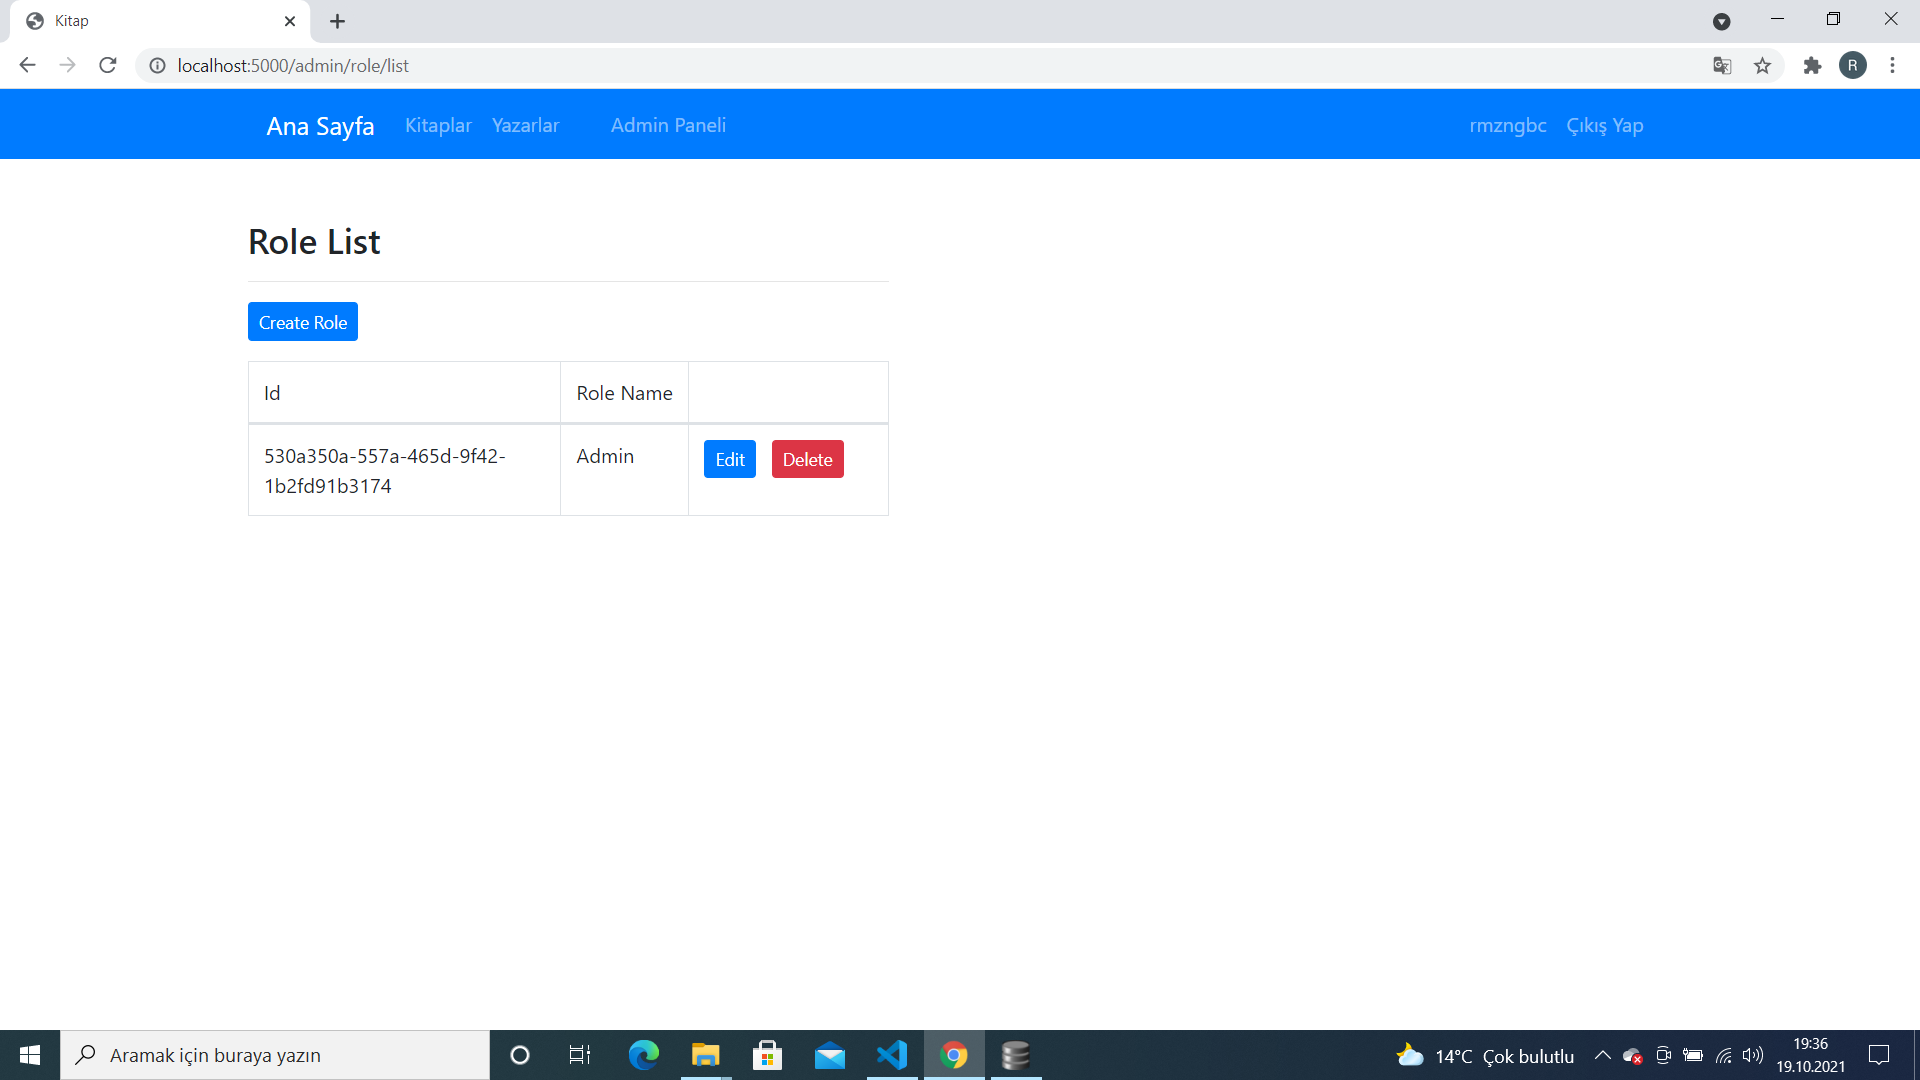 Kitap
localhost:5000/admin/role/list
R
Ana Sayfa Kitaplar Yazarlar Admin Paneli rmzngbc Çıkış Yap
Role List
Create Role
Id Role Name
530a350a-557a-465d-9f42- Admin Edit Delete
1b2fd91b3174
Aramak için buraya yazın
14°C Çok bulutlu
19:36
19.10.2021